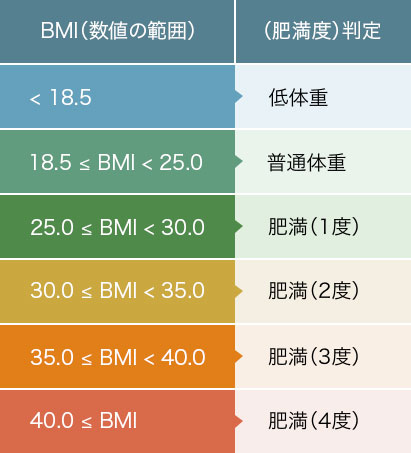 BMI（数値の範囲） （肥満度）判定
< 18.5 低体重
18.5 ≤ BMI < 25.0 普通体重
25.0 ≤ BMI < 30.0 肥満（1度）
30.0 ≤ BMI < 35.0 肥満（2度）
35.0 ≤ BMI < 40.0 肥満（3度）
40.0 ≤ BMI 肥満（4度）